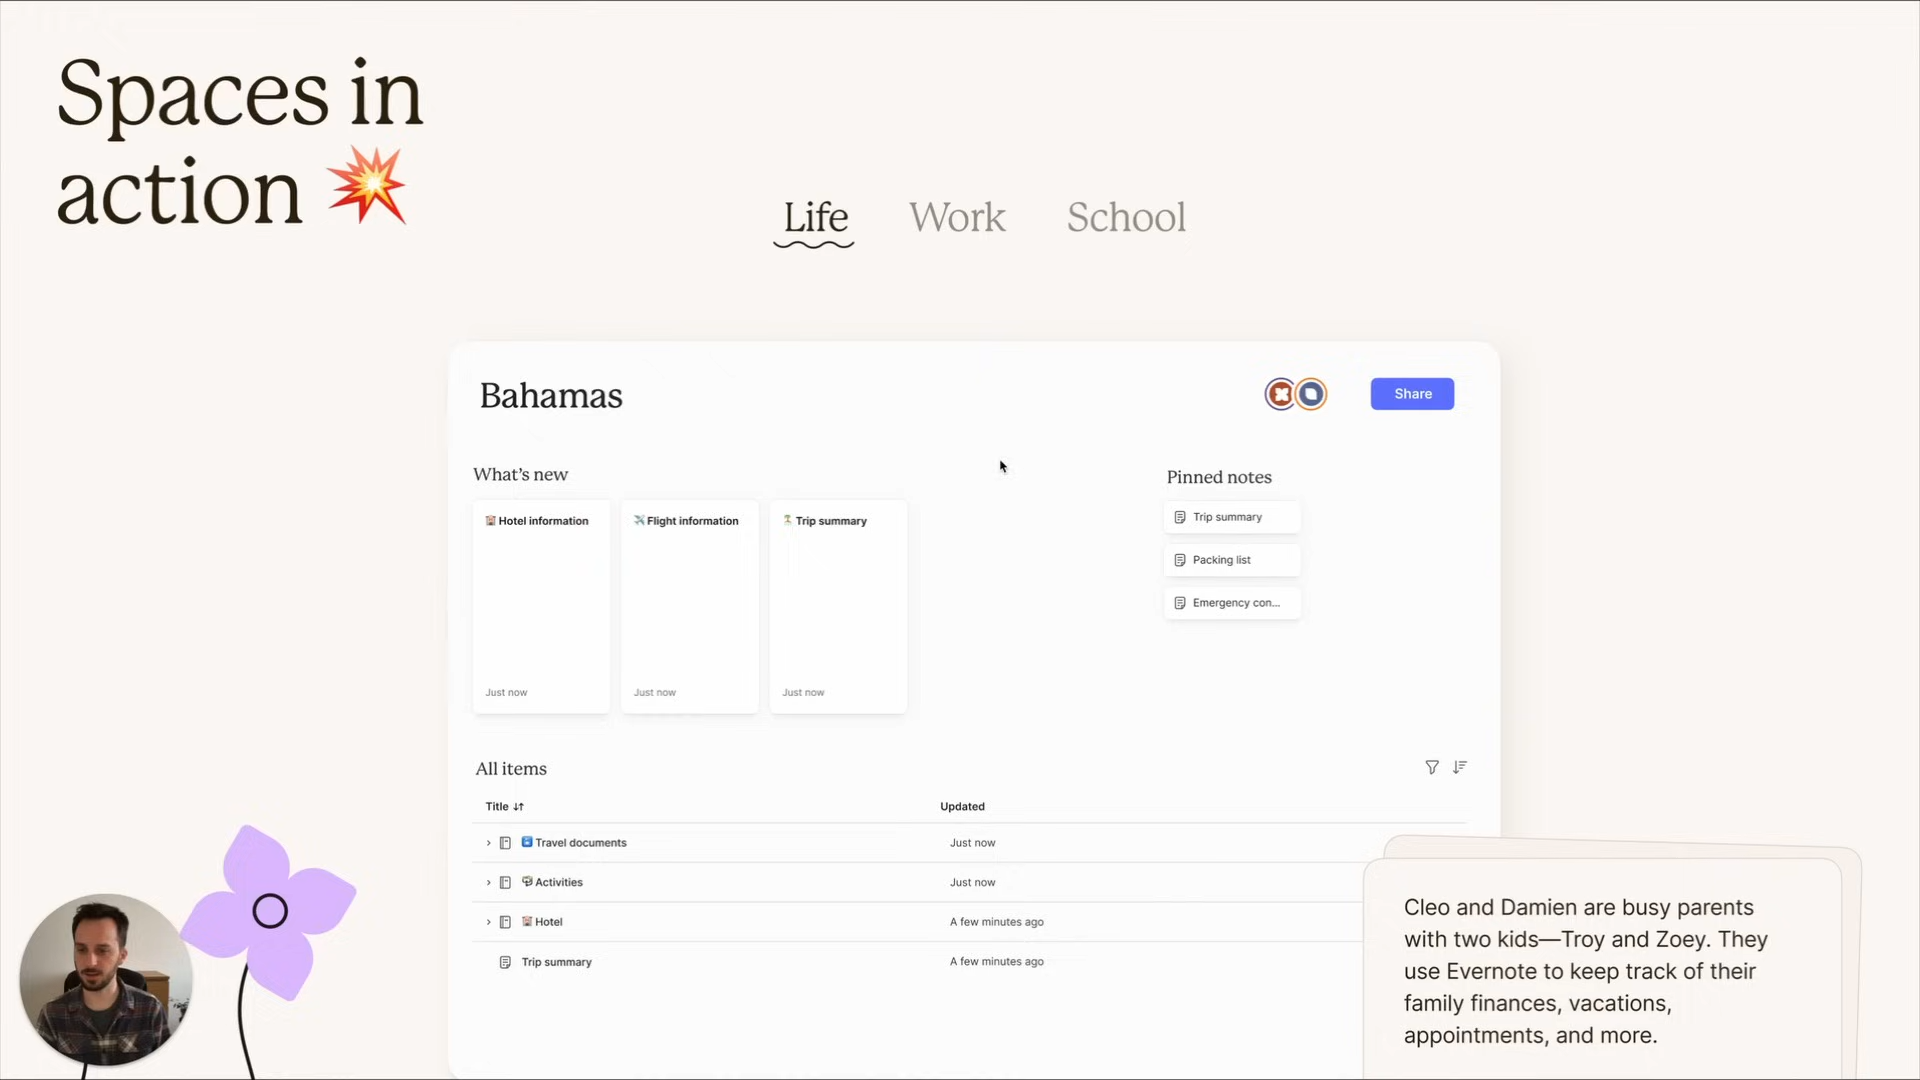 Spaces in
action
Life Work School
Bahamas
Share
What's new
Pinned notes
Hotel information
Flight information
Trip summary
Just now
Just now
Just now
Trip summary
Packing list
Emergency con...
All items
Title Updated
Travel documents Just now
Activities Just now
Hotel A few minutes ago
Trip summary A few minutes ago
Cleo and Damien are busy parents
with two kids—Troy and Zoey. They
use Evernote to keep track of their
family finances, vacations,
appointments, and more.